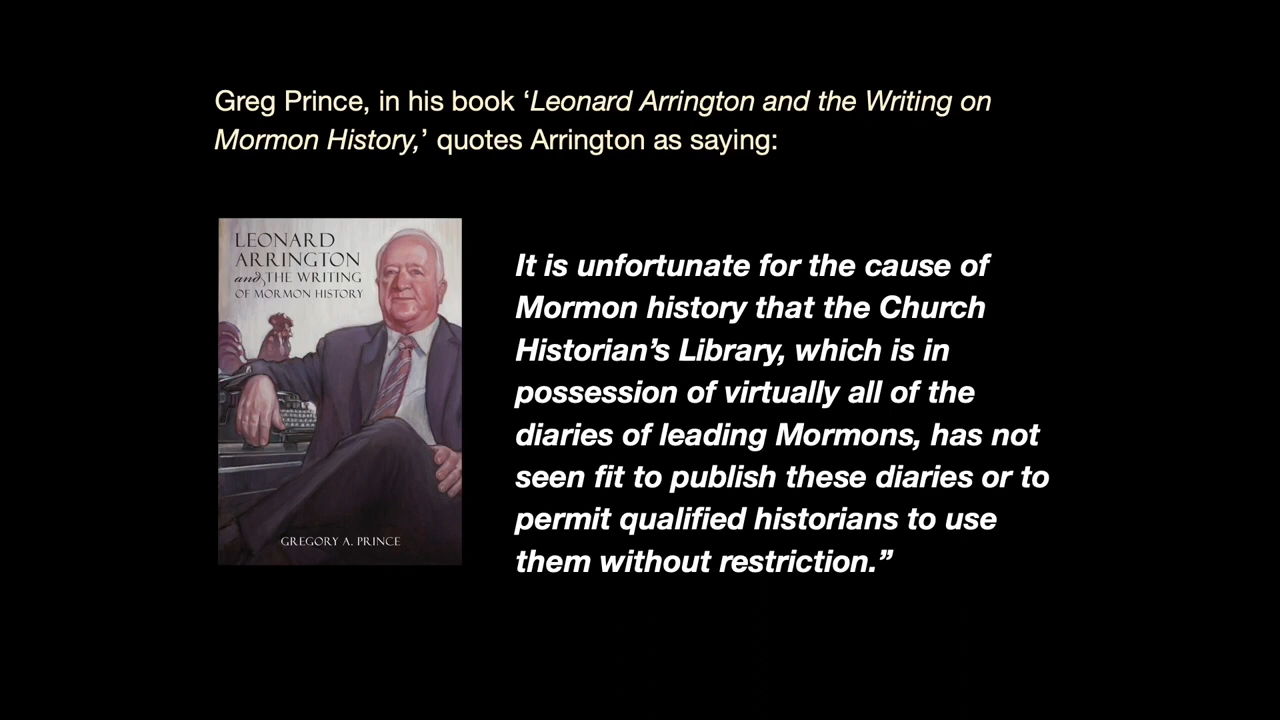 Greg Prince, in his book ‘Leonard Arrington and the Writing on
Mormon History,’ quotes Arrington as saying:
LEONARD
ARRINGTON
and THE WRITING
OF MORMON HISTORY
GREGORY A. PRINCE
It is unfortunate for the cause of
Mormon history that the Church
Historian’s Library, which is in
possession of virtually all of the
diaries of leading Mormons, has not
seen fit to publish these diaries or to
permit qualified historians to use
them without restriction.”